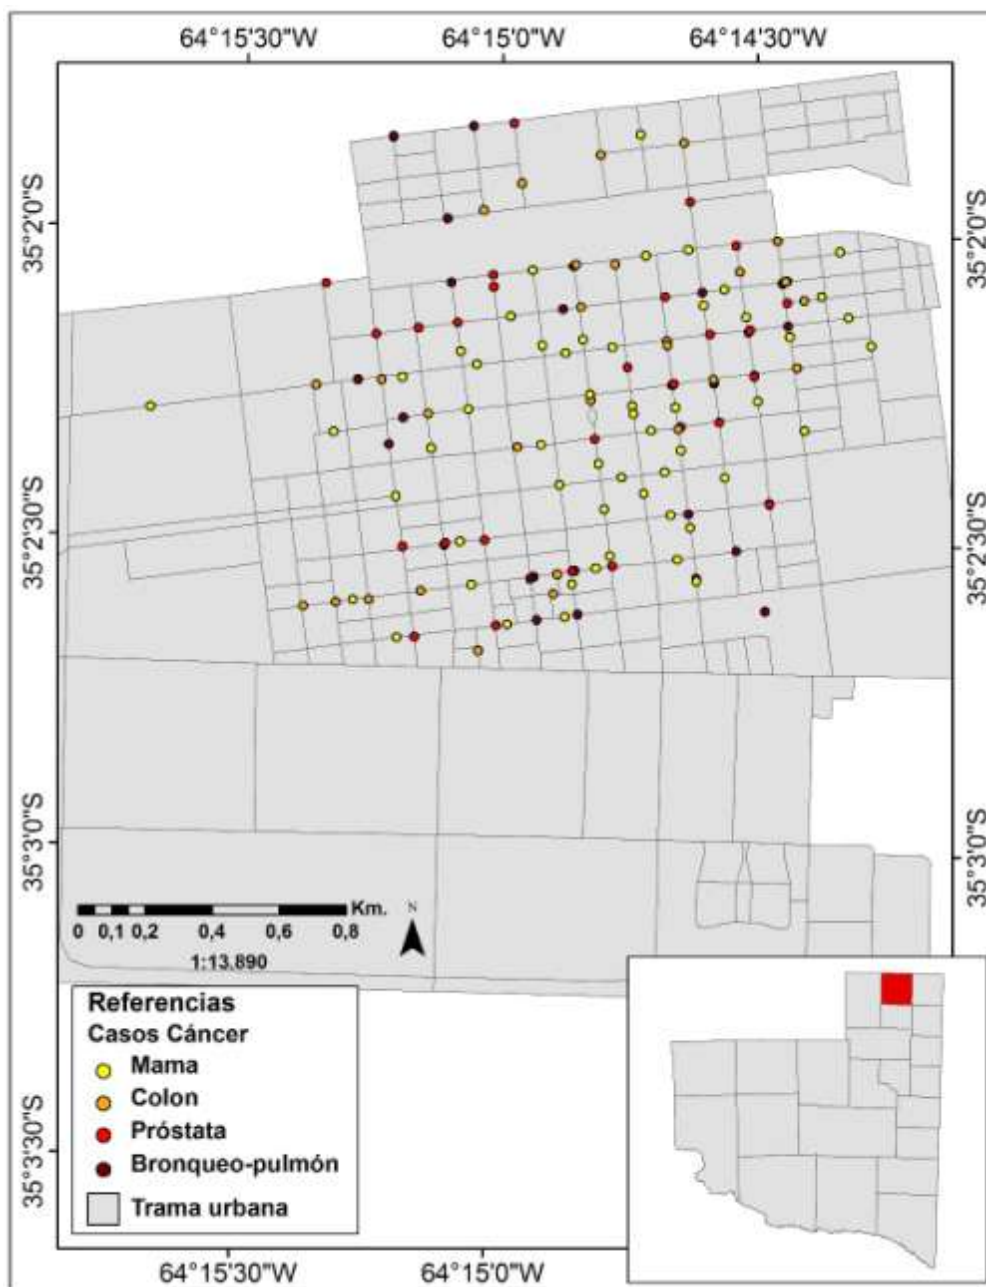 64°15'30"W 64°15'0"W 64°14'30"W
35°2'0"S
35°2'0"S
35°2'30"S
35°2'30"S
35°3'0"S
35°3'0"S
Km.
N
0 0,1 0,2 0,4 0,6 0,8
1:13.890
Referencias
Casos Cáncer
Mama
Colon
Próstata
Bronqueo-pulmón
Trama urbana
35°3'30"S
64°15'30"W 64°15'0"W